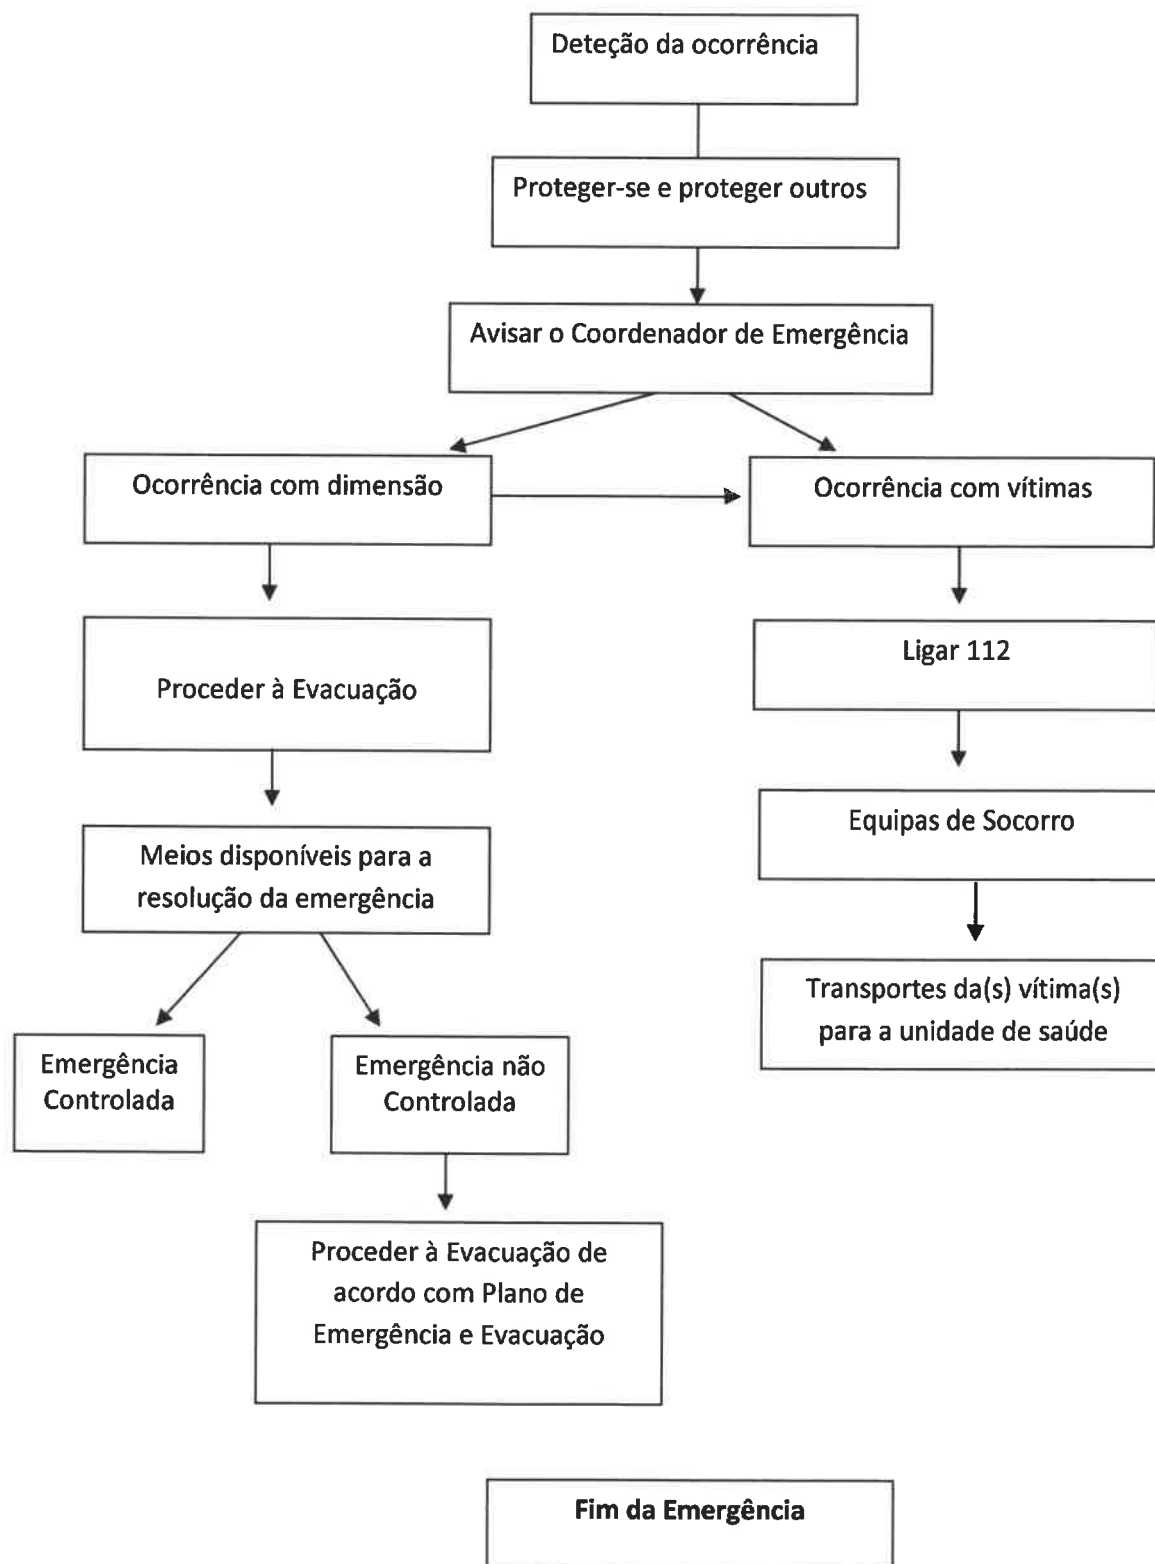 Deteção da ocorrência
Proteger-se e proteger outros
Avisar o Coordenador de Emergência
Ocorrência com dimensão
Ocorrência com vítimas
Proceder à Evacuação
Ligar 112
Meios disponíveis para a
resolução da emergência
Equipas de Socorro
Transportes da(s) vítima(s)
para a unidade de saúde
Emergência
Controlada
Emergência não
Controlada
Proceder à Evacuação de
acordo com Plano de
Emergência e Evacuação
Fim da Emergência